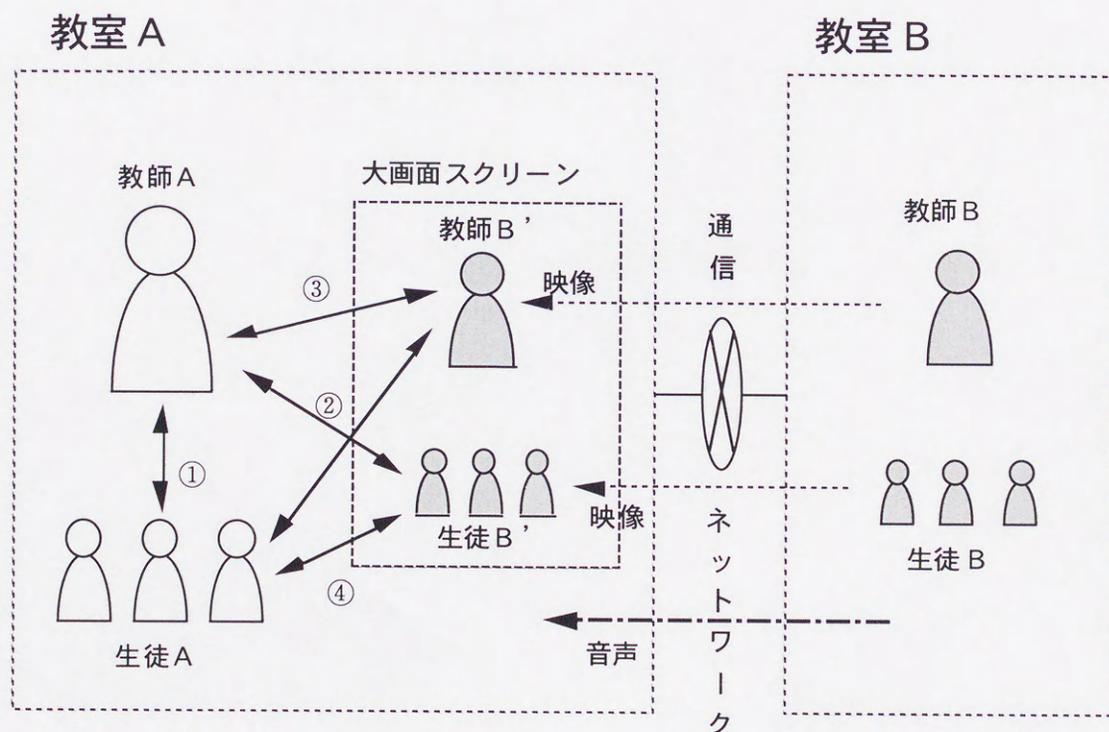 教室A
教室B
教師A
大画面スクリーン
教師B'
教師B
通信
映像
③
②
①
④
映像
生徒B'
生徒B
生徒A
ネットワーク
音声